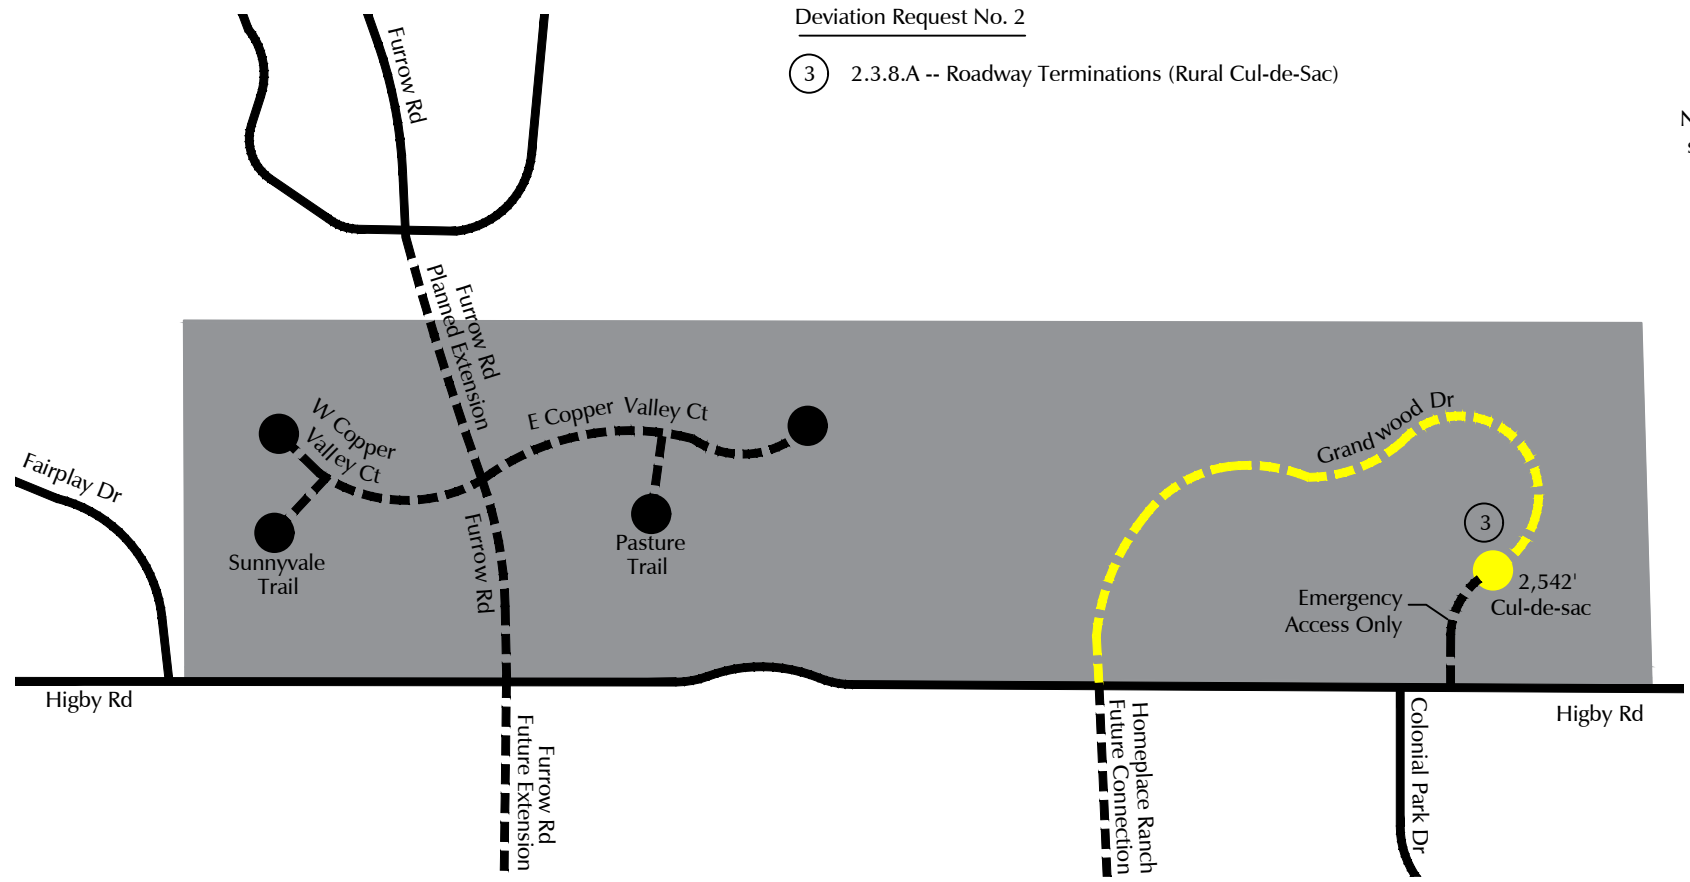 Deviation Request No. 2
3 2.3.8.A -- Roadway Terminations (Rural Cul-de-Sac)
N
s
Furrow Rd
Furrow Rd
Planned Extension
W Copper
Valley Ct
E Copper Valley Ct
Grandwood Dr
Fairplay Dr
Furrow Rd
3
Sunnyvale
Trail
Pasture
Trail
2,542'
Cul-de-sac
Emergency
Access Only
Higby Rd
Higby Rd
Furrow Rd
Future Extension
Homeplace Ranch
Future Connection
Colonial Park Dr